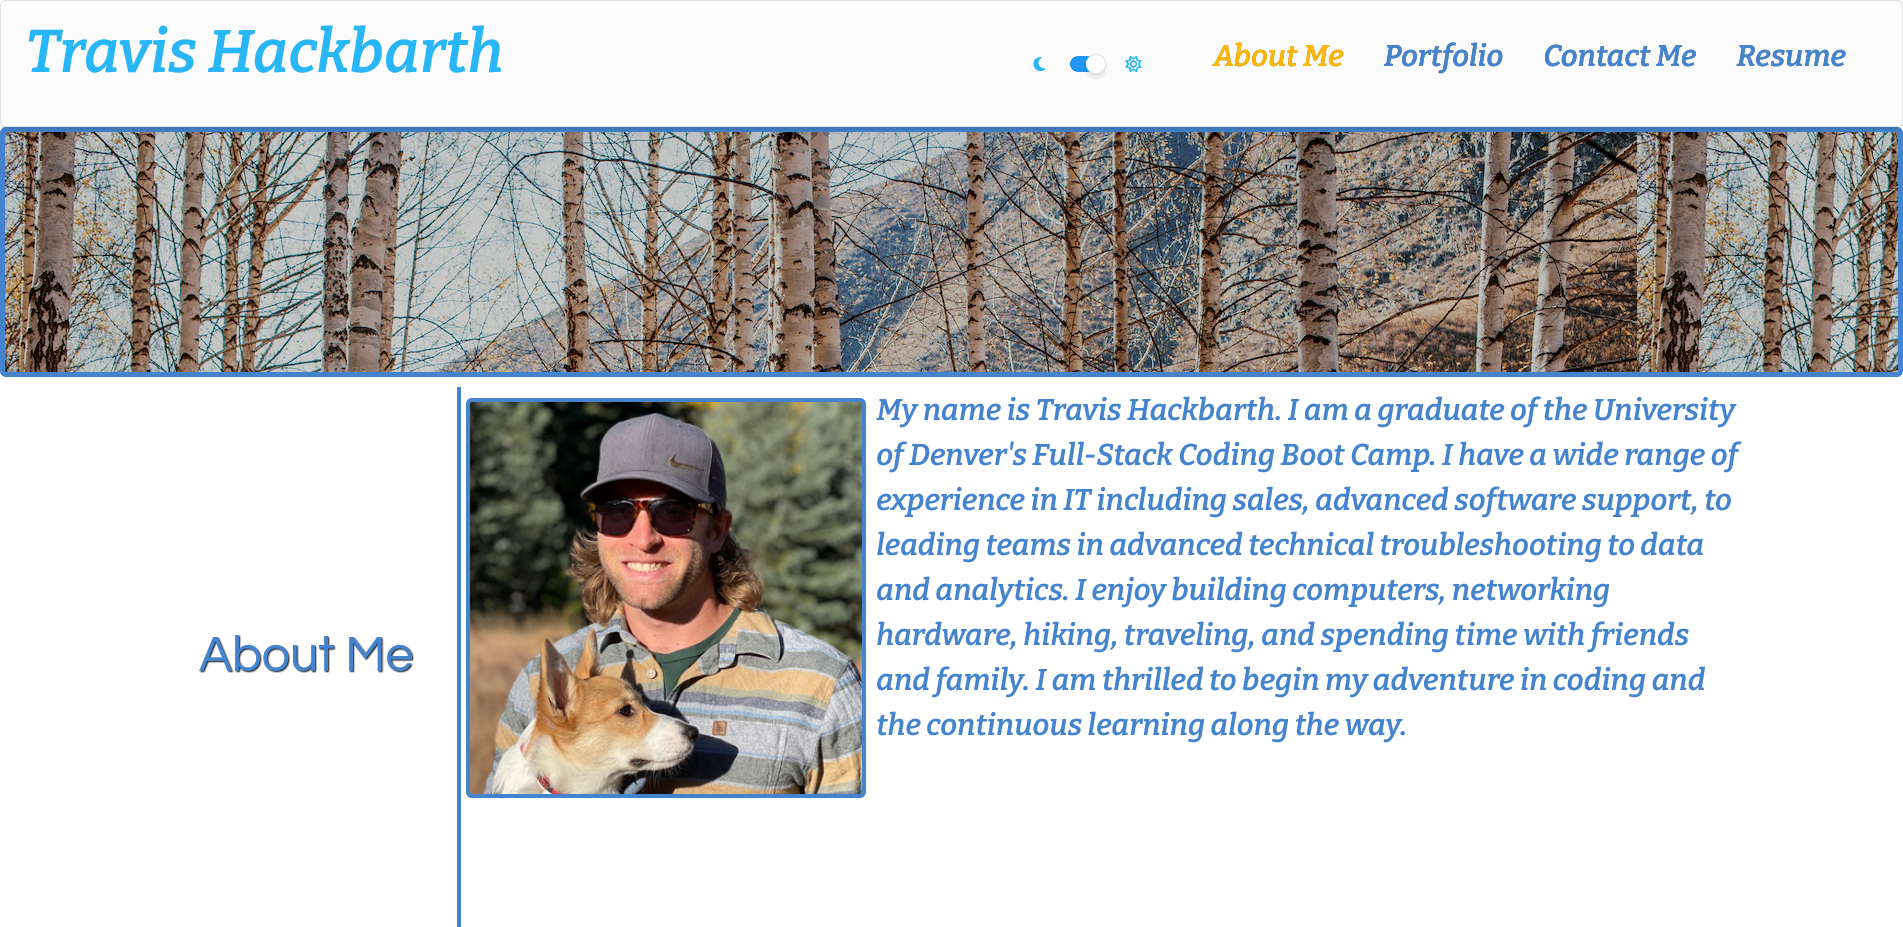 Travis Hackbarth
About Me
Portfolio
Contact Me
Resume
About Me
My name is Travis Hackbarth. I am a graduate of the University
of Denver's Full-Stack Coding Boot Camp. I have a wide range of
experience in IT including sales, advanced software support, to
leading teams in advanced technical troubleshooting to data
and analytics. I enjoy building computers, networking
hardware, hiking, traveling, and spending time with friends
and family. I am thrilled to begin my adventure in coding and
the continuous learning along the way.